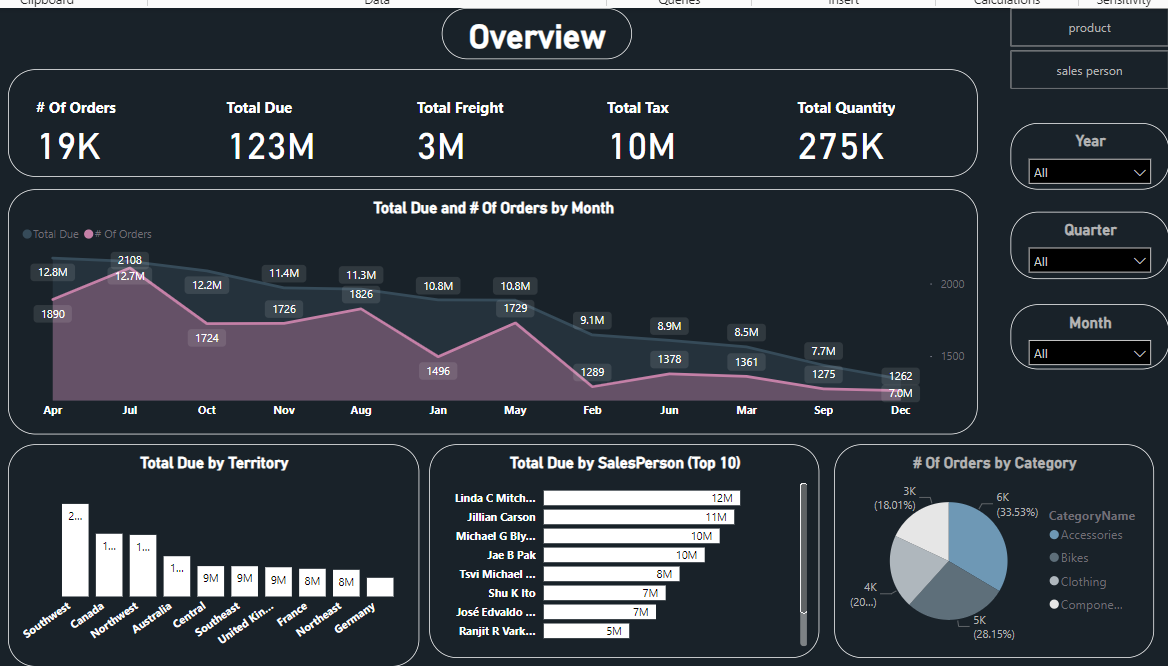 Clipboard Data Queries Insert Calculations Sensitivity
Overview
product
sales person
# Of Orders Total Due Total Freight Total Tax Total Quantity
19K 123M 3M 10M 275K
Year
All
Quarter
All
Month
All
Total Due and # Of Orders by Month
Total Due # Of Orders
12.8M 12.7M 12.2M 11.4M 11.3M 10.8M 10.8M 9.1M 8.9M 8.5M 7.7M 7.0M
1890 2108 1724 1726 1826 1496 1729 1289 1378 1361 1275 1262
2000
1500
Apr Jul Oct Nov Aug Jan May Feb Jun Mar Sep Dec
Total Due by Territory
2... 1... 1... 1... 9M 9M 9M 8M 8M
Southwest Canada Northwest Australia Central Southeast United Kin... France Northeast Germany
Total Due by SalesPerson (Top 10)
Linda C Mitch... 12M
Jillian Carson 11M
Michael G Bly... 10M
Jae B Pak 10M
Tsvi Michael ... 8M
Shu K Ito 7M
José Edvaldo ... 7M
Ranjit R Vark... 5M
# Of Orders by Category
3K
(18.01%)
6K
(33.53%)
4K
(20...)
5K
(28.15%)
CategoryName
Accessories
Bikes
Clothing
Compone...